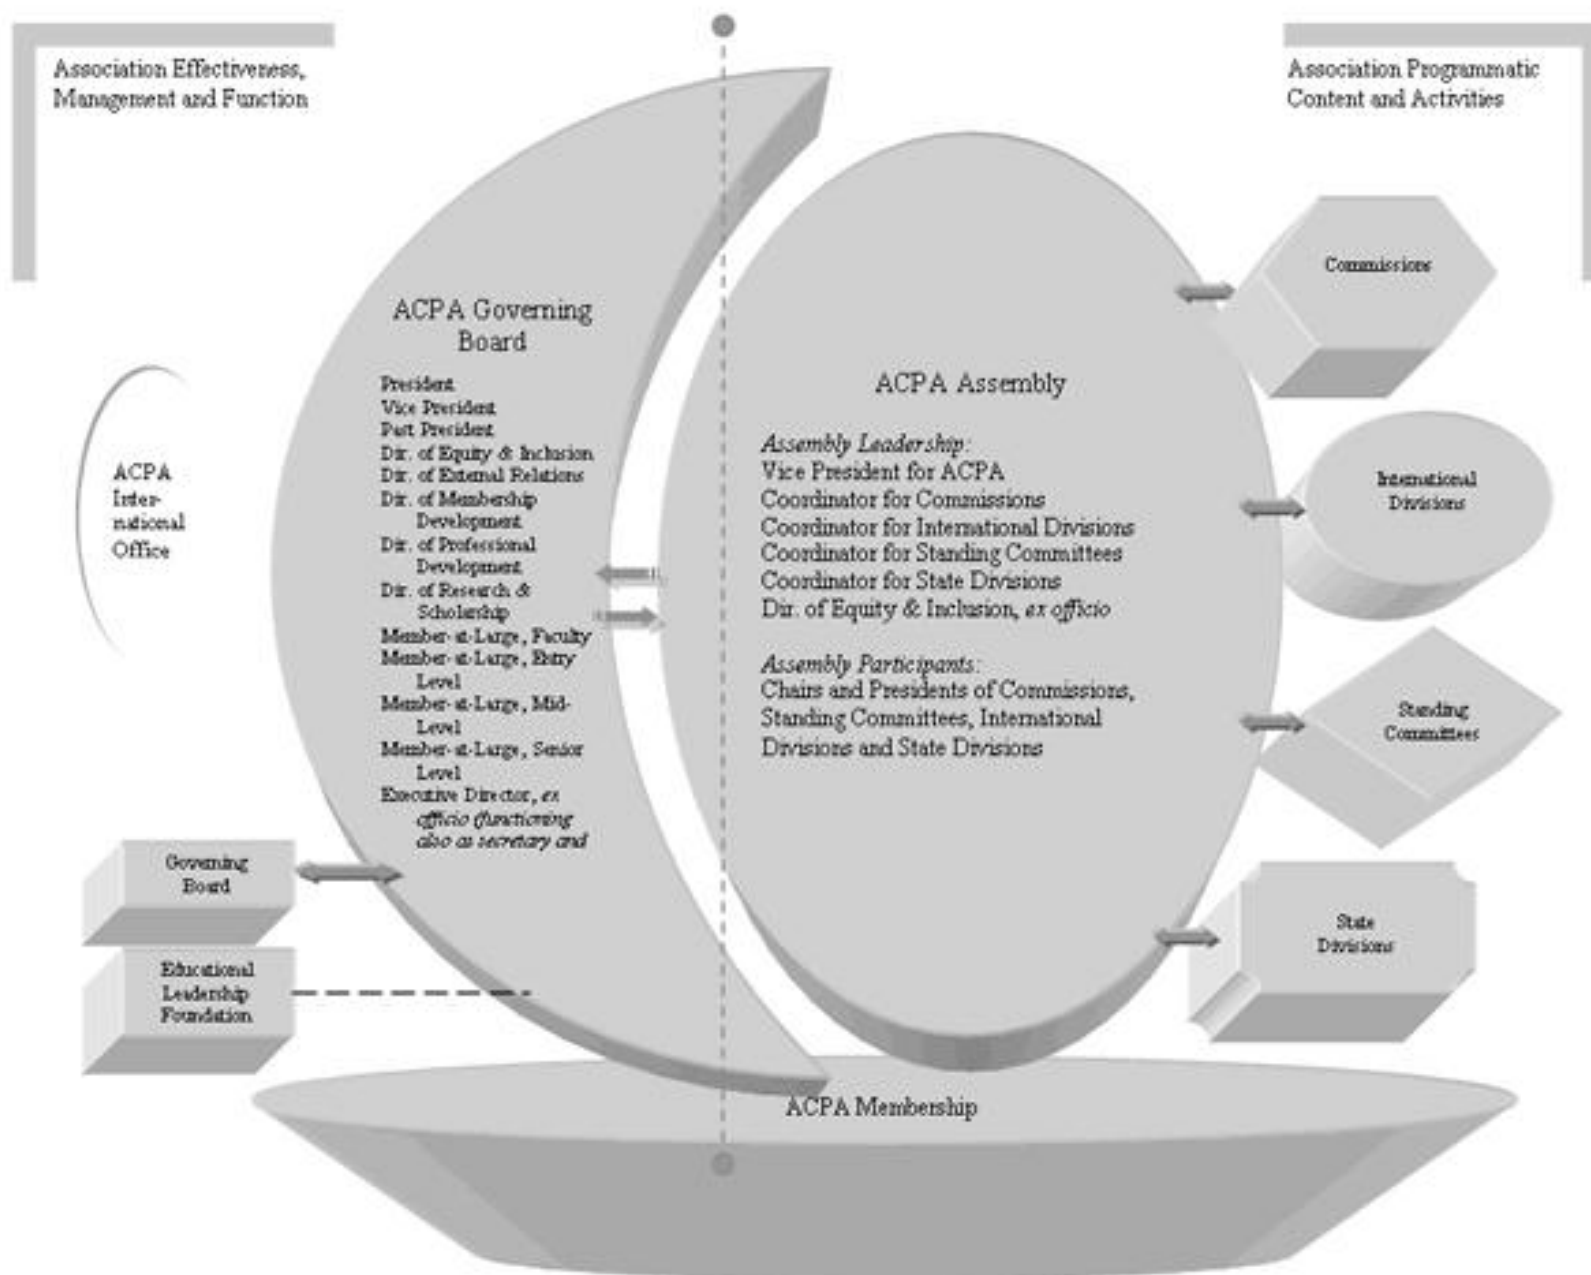 Association Effectiveness,
Management and Function
Association Programmatic
Content and Activities
ACPA Governing
Board
President
Vice President
Past President
Dir. of Equity & Inclusion
Dir. of External Relations
Dir. of Membership
Development
Dir. of Professional
Development
Dir. of Research &
Scholarship
Member-at-Large, Faculty
Member-at-Large, Entry
Level
Member-at-Large, Mid-
Level
Member-at-Large, Senior
Level
Executive Director, ex
officio (functioning
also as secretary and
ACPA
Inter-
national
Office
Governing
Board
Educational
Leadership
Foundation
ACPA Assembly
Assembly Leadership:
Vice President for ACPA
Coordinator for Commissions
Coordinator for International Divisions
Coordinator for Standing Committees
Coordinator for State Divisions
Dir. of Equity & Inclusion, ex officio
Assembly Participants:
Chairs and Presidents of Commissions,
Standing Committees, International
Divisions and State Divisions
Commissions
International
Divisions
Standing
Committees
State
Divisions
ACPA Membership